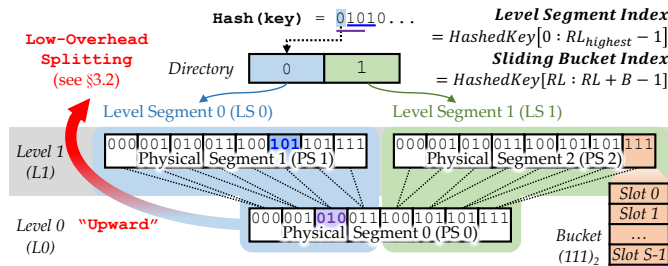 Hash(key) = 01010...
Level Segment Index
= HashedKey[0 : RL_highest − 1]
Sliding Bucket Index
= HashedKey[RL : RL + B − 1]
Low-Overhead
Splitting
(see §3.2)
Directory 0 1
Level Segment 0 (LS 0) Level Segment 1 (LS 1)
Level 1
(L1)
000 001 010 011 100 101 101 111
Physical Segment 1 (PS 1)
000 001 010 011 100 101 101 111
Physical Segment 2 (PS 2)
Level 0
(L0)
"Upward"
000 001 010 011 100 101 101 111
Physical Segment 0 (PS 0)
Bucket
(111)₂
Slot 0
Slot 1
...
Slot S-1